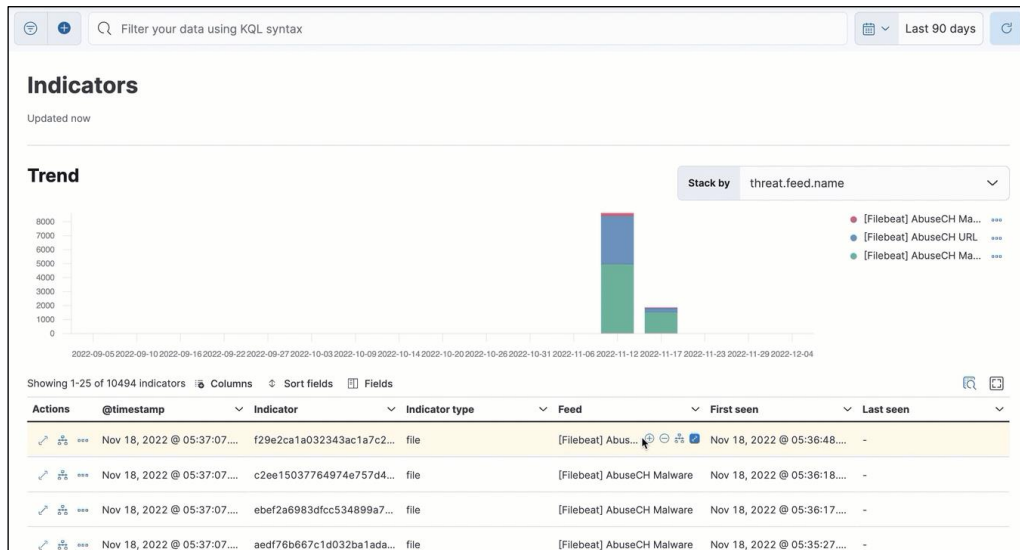 Filter your data using KQL syntax
Last 90 days
Indicators
Updated now
Trend
Stack by threat.feed.name
8000
7000
6000
5000
4000
3000
2000
1000
0
[Filebeat] AbuseCH Ma...
[Filebeat] AbuseCH URL
[Filebeat] AbuseCH Ma...
2022-09-05 2022-09-10 2022-09-16 2022-09-22 2022-09-27 2022-10-03 2022-10-09 2022-10-14 2022-10-20 2022-10-26 2022-10-31 2022-11-06 2022-11-12 2022-11-17 2022-11-23 2022-11-29 2022-12-04
Showing 1-25 of 10494 indicators Columns Sort fields Fields
Actions @timestamp Indicator Indicator type Feed First seen Last seen
Nov 18, 2022 @ 05:37:07.... f29e2ca1a032343ac1a7c2... file [Filebeat] Abus... Nov 18, 2022 @ 05:36:48.... -
Nov 18, 2022 @ 05:37:07.... c2ee15037764974e757d4... file [Filebeat] AbuseCH Malware Nov 18, 2022 @ 05:36:18.... -
Nov 18, 2022 @ 05:37:07.... ebef2a6983dfcc534899a7... file [Filebeat] AbuseCH Malware Nov 18, 2022 @ 05:36:17.... -
Nov 18, 2022 @ 05:37:07.... aedf76b667c1d032ba1ada... file [Filebeat] AbuseCH Malware Nov 18, 2022 @ 05:35:27.... -